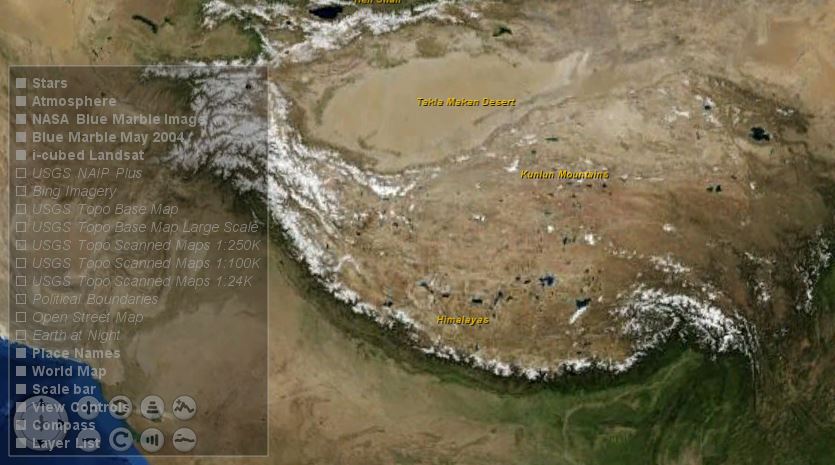 Tien Shan
Stars
Atmosphere
NASA Blue Marble Image
Blue Marble May 2004
i-cubed Landsat
USGS NAIP Plus
Bing Imagery
USGS Topo Base Map
USGS Topo Base Map Large Scale
USGS Topo Scanned Maps 1:250K
USGS Topo Scanned Maps 1:100K
USGS Topo Scanned Maps 1:24K
Political Boundaries
Open Street Map
Earth at Night
Place Names
World Map
Scale bar
View Controls
Compass
Layer List
Takla Makan Desert
Kunlun Mountains
Himalayas